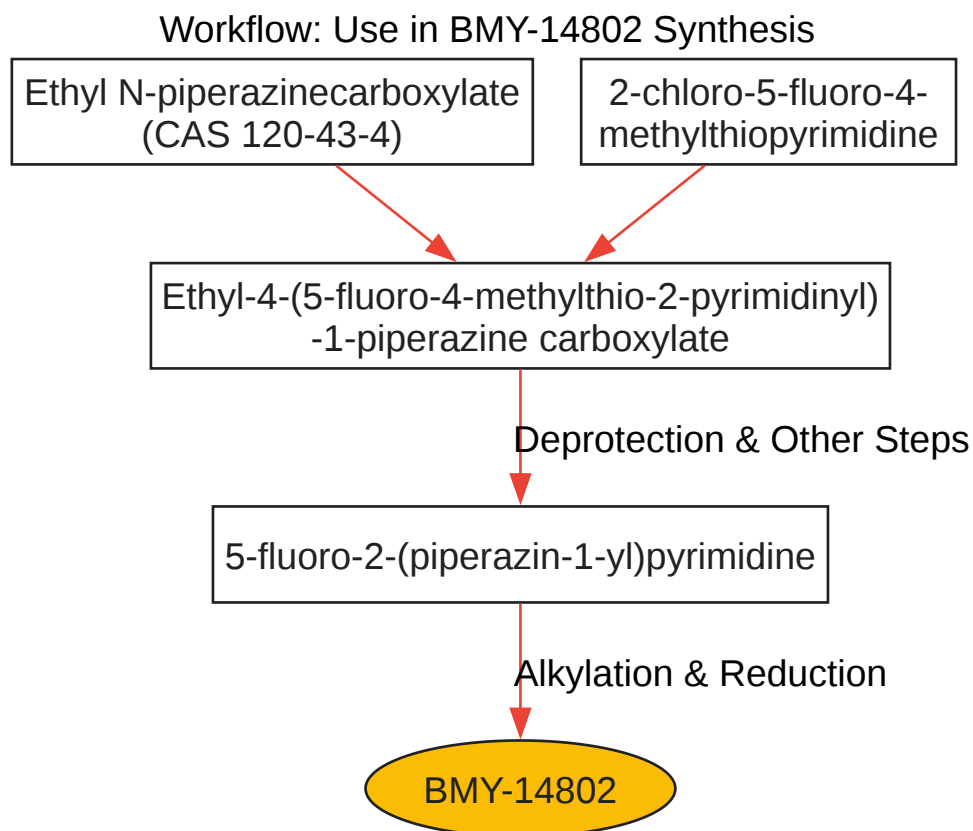 Workflow: Use in BMY-14802 Synthesis
Ethyl N-piperazinecarboxylate
(CAS 120-43-4)
2-chloro-5-fluoro-4-
methylthiopyrimidine
Ethyl-4-(5-fluoro-4-methylthio-2-pyrimidinyl)
-1-piperazine carboxylate
Deprotection & Other Steps
5-fluoro-2-(piperazin-1-yl)pyrimidine
Alkylation & Reduction
BMY-14802